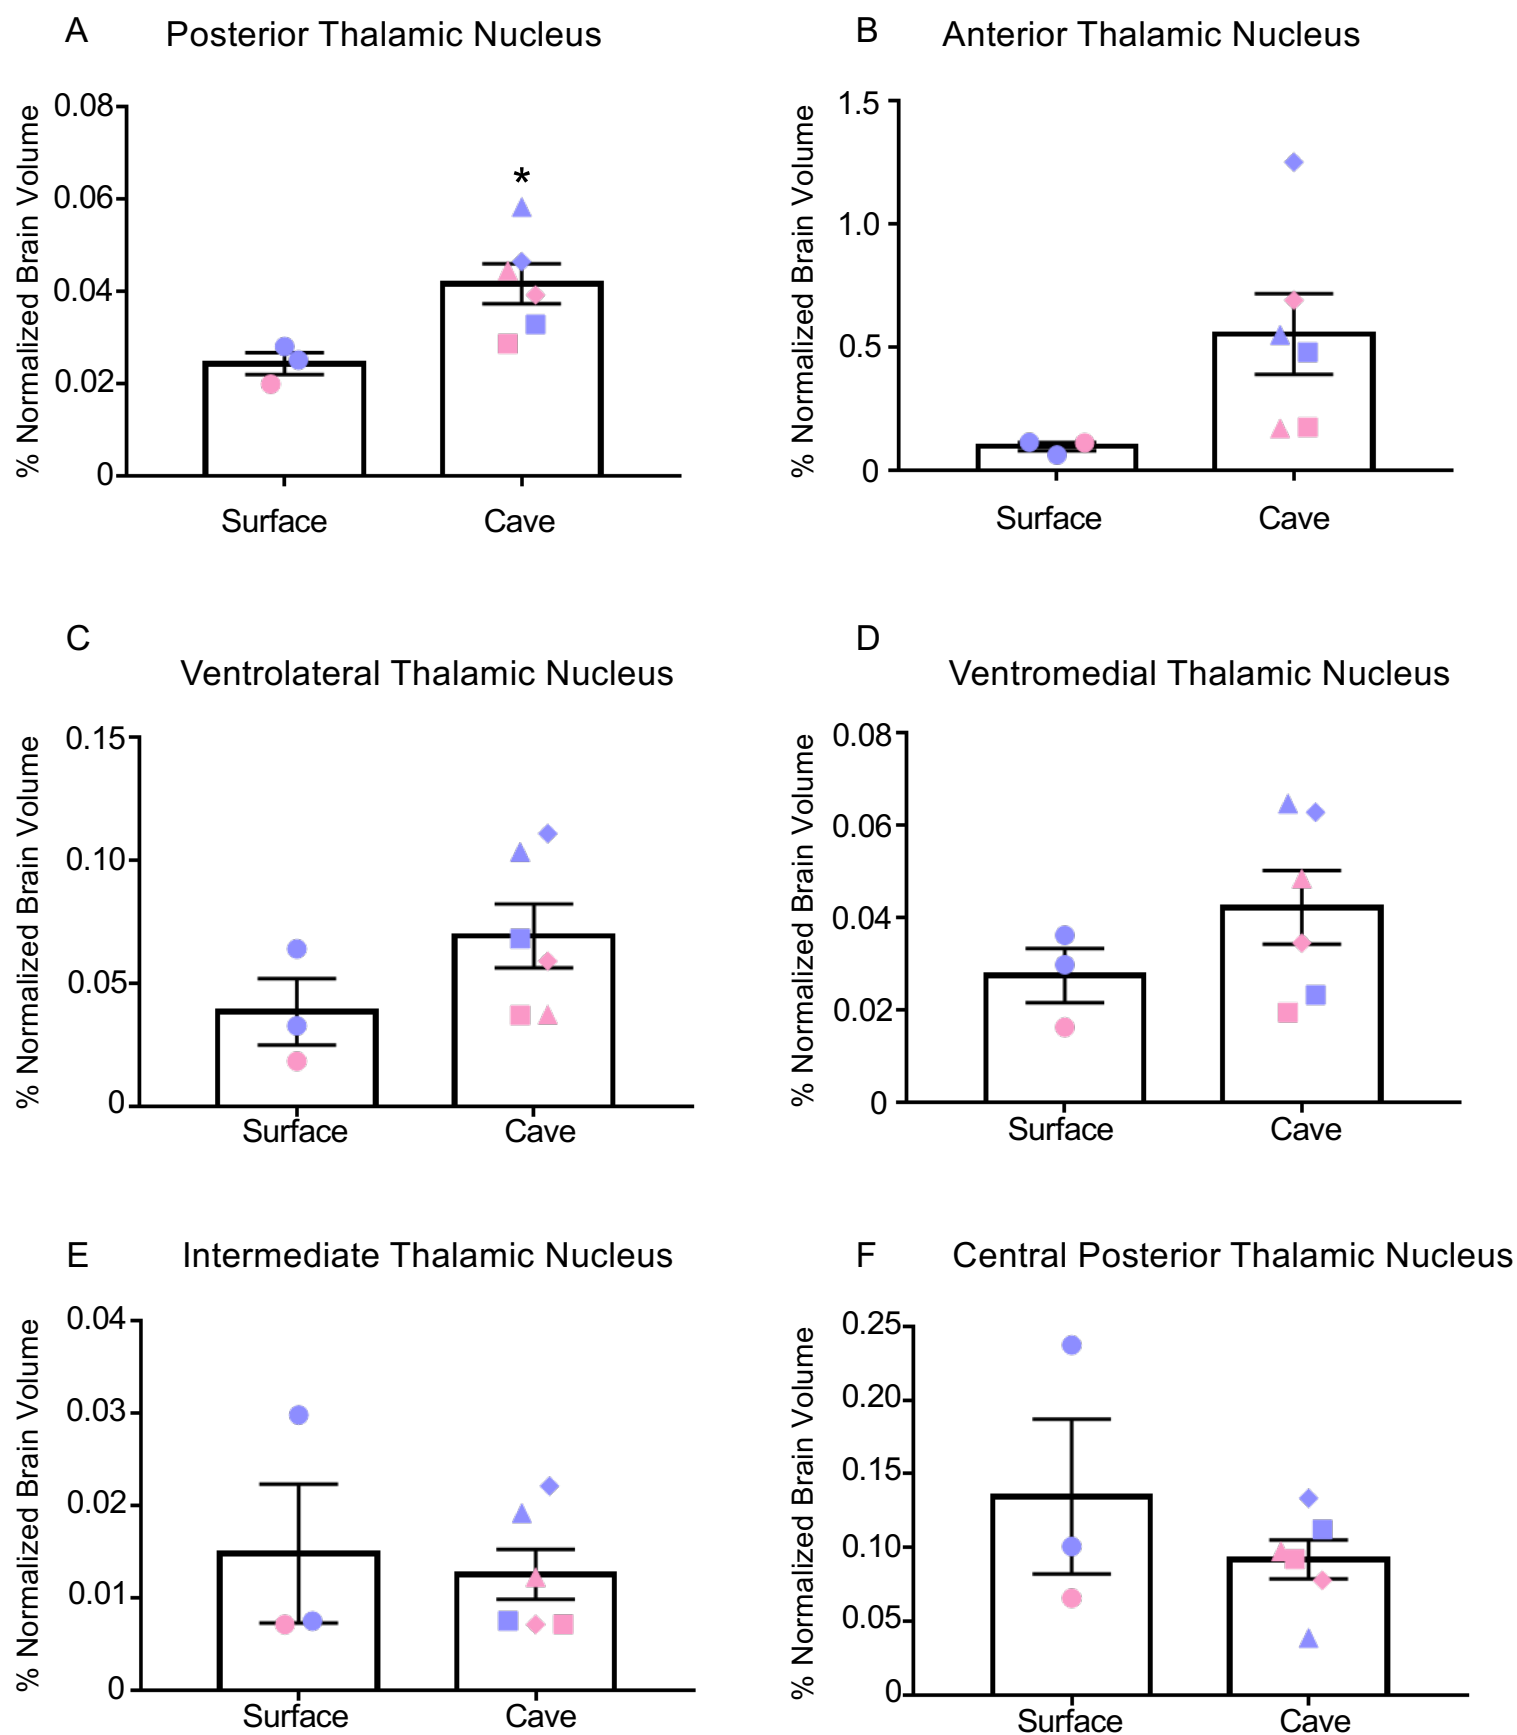 A Posterior Thalamic Nucleus
% Normalized Brain Volume
0.08
0.06
0.04
0.02
0
*
Surface Cave
B Anterior Thalamic Nucleus
% Normalized Brain Volume
1.5
1.0
0.5
0
Surface Cave
C
Ventrolateral Thalamic Nucleus
% Normalized Brain Volume
0.15
0.10
0.05
0
Surface Cave
D
Ventromedial Thalamic Nucleus
% Normalized Brain Volume
0.08
0.06
0.04
0.02
0
Surface Cave
E Intermediate Thalamic Nucleus
% Normalized Brain Volume
0.04
0.03
0.02
0.01
0
Surface Cave
F Central Posterior Thalamic Nucleus
% Normalized Brain Volume
0.25
0.20
0.15
0.10
0.05
0
Surface Cave